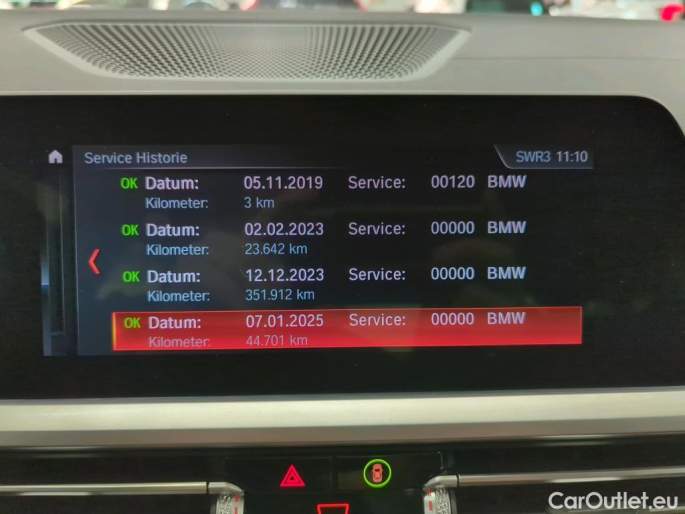 Service Historie SWR3 11:10
OK Datum: 05.11.2019 Service: 00120 BMW
Kilometer: 3 km
OK Datum: 02.02.2023 Service: 00000 BMW
Kilometer: 23.642 km
OK Datum: 12.12.2023 Service: 00000 BMW
Kilometer: 351.912 km
OK Datum: 07.01.2025 Service: 00000 BMW
Kilometer: 44.701 km
CarOutlet.eu